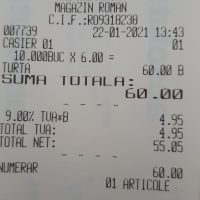 MAGAZIN ROMAN
C.I.F.:RO9318238
007739 22-01-2021 13:43
CASIER 01 01
10.000BUC X 6.00 =
TURTA 60.00 B
SUMA TOTALA:
60.00
9.00% TVA*B 4.95
TOTAL TVA: 4.95
TOTAL NET: 55.05
NUMERAR 60.00
01 ARTICOLE